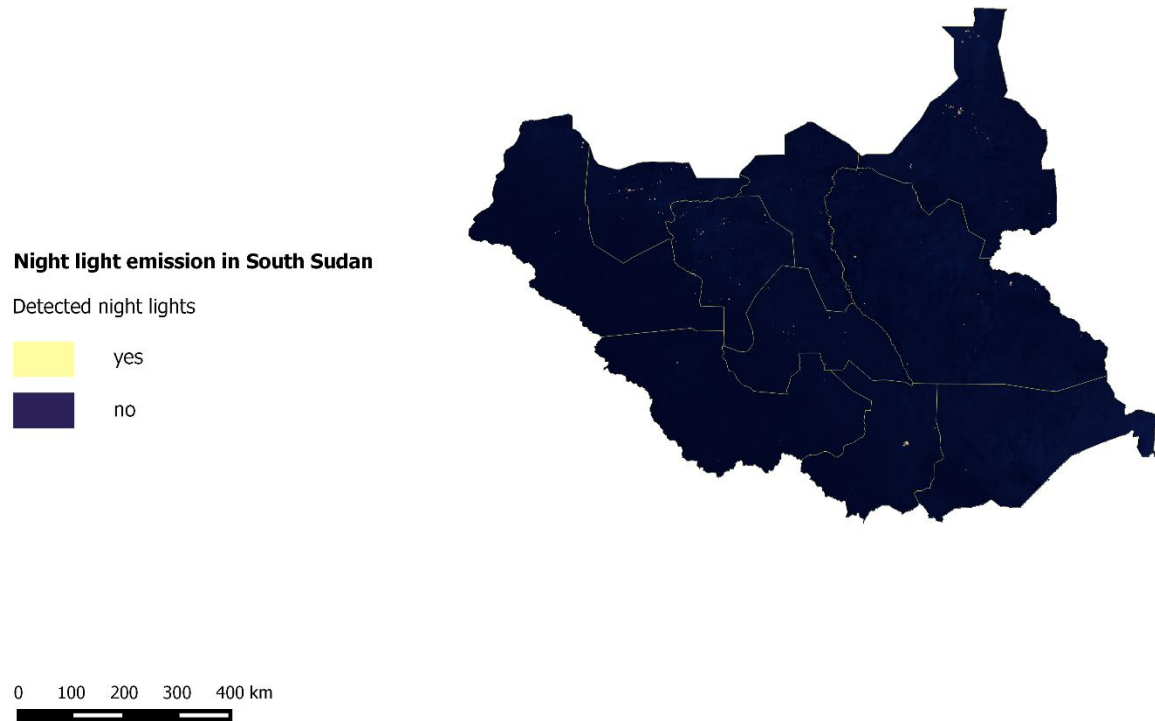 Night light emission in South Sudan
Detected night lights
yes
no
0 100 200 300 400 km